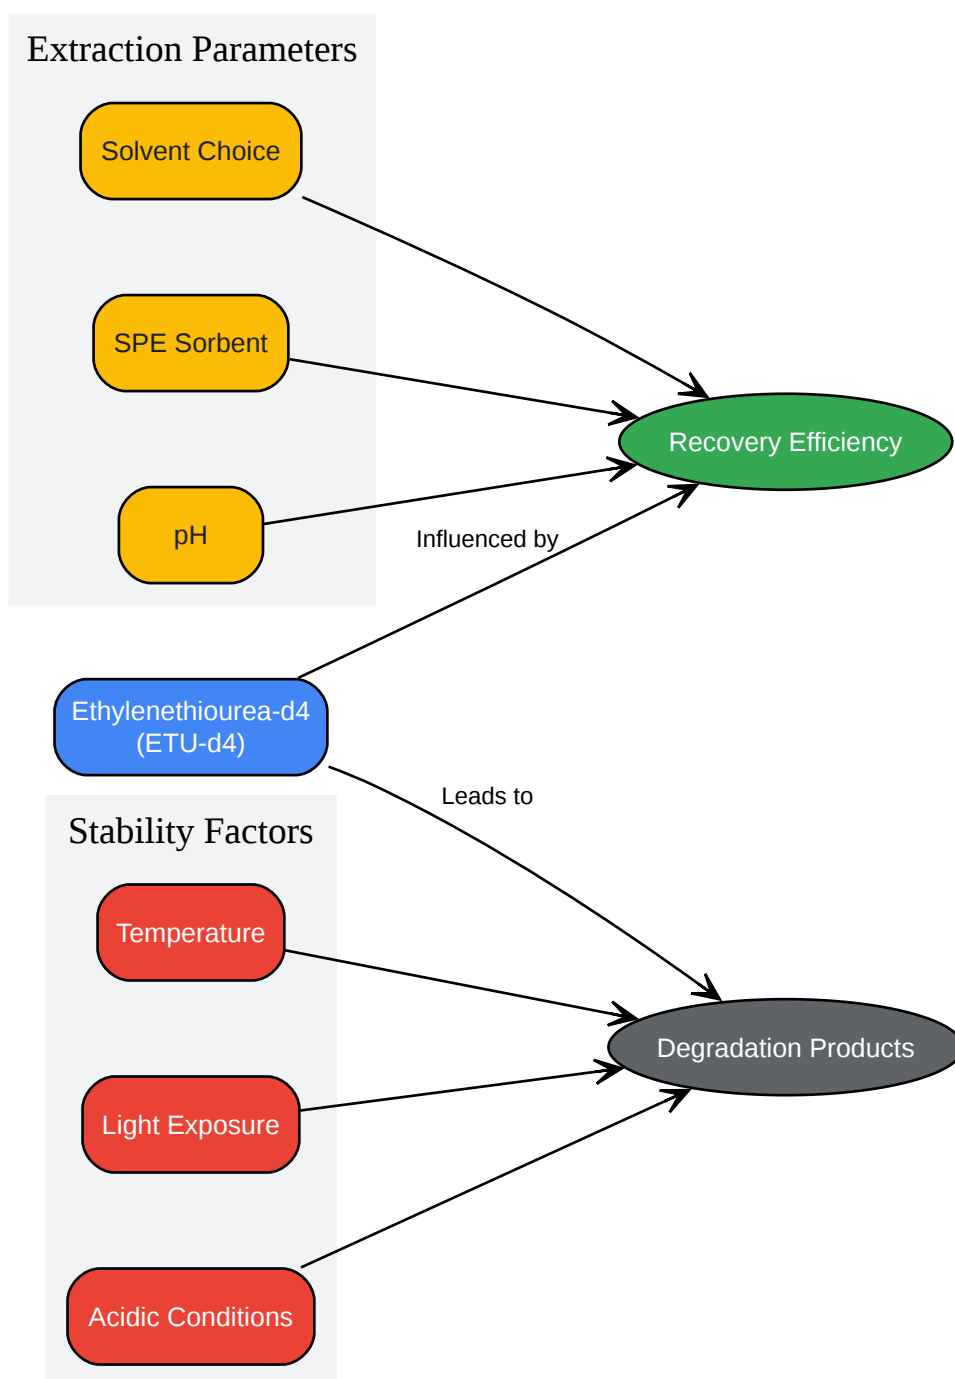 Extraction Parameters
Solvent Choice
SPE Sorbent
Recovery Efficiency
pH
Influenced by
Ethylenethiourea-d4
(ETU-d4)
Leads to
Stability Factors
Temperature
Degradation Products
Light Exposure
Acidic Conditions